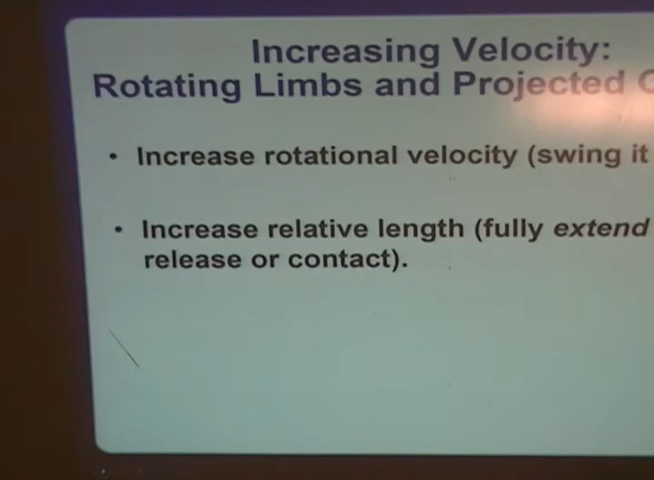 Increasing Velocity:
Rotating Limbs and Projected
• Increase rotational velocity (swing it
• Increase relative length (fully extend
release or contact).